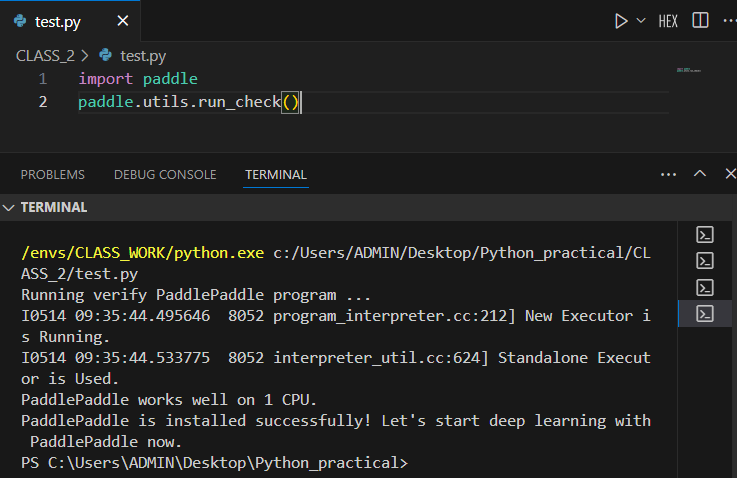 test.py
HEX
CLASS_2 > test.py
1 import paddle
2 paddle.utils.run_check()
PROBLEMS DEBUG CONSOLE TERMINAL
TERMINAL
/envs/CLASS_WORK/python.exe c:/Users/ADMIN/Desktop/Python_practical/CL
ASS_2/test.py
Running verify PaddlePaddle program ...
I0514 09:35:44.495646  8052 program_interpreter.cc:212] New Executor i
s Running.
I0514 09:35:44.533775  8052 interpreter_util.cc:624] Standalone Execut
or is Used.
PaddlePaddle works well on 1 CPU.
PaddlePaddle is installed successfully! Let's start deep learning with
 PaddlePaddle now.
PS C:\Users\ADMIN\Desktop\Python_practical>